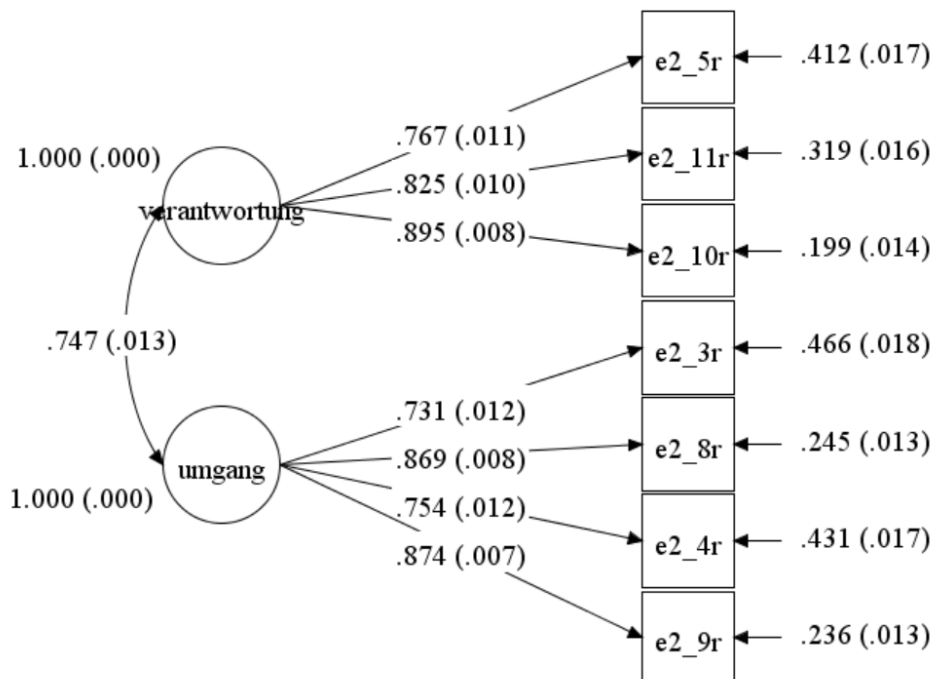 e2_5r
.412 (.017)
.767 (.011)
1.000 (.000)
e2_11r
.319 (.016)
.825 (.010)
verantwortung
.895 (.008)
e2_10r
.199 (.014)
.747 (.013)
e2_3r
.466 (.018)
.731 (.012)
.869 (.008)
e2_8r
.245 (.013)
umgang
1.000 (.000)
.754 (.012)
e2_4r
.431 (.017)
.874 (.007)
e2_9r
.236 (.013)